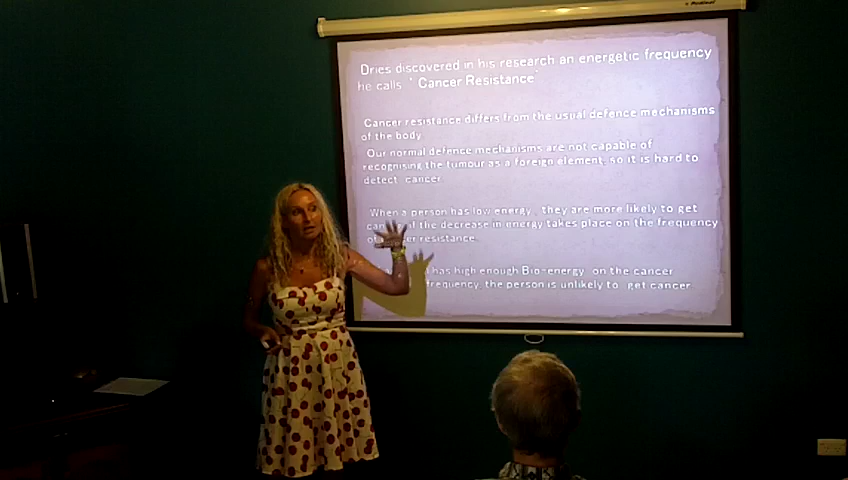 Dries discovered in his research an energetic frequency
he calls ' Cancer Resistance'
Cancer resistance differs from the usual defence mechanisms
of the body
Our normal defence mechanisms are not capable of
recognising the tumour as a foreign element, so it is hard to
detect cancer.
When a person has low energy , they are more likely to get
if the decrease in energy takes place on the frequency
of resistance.
has high enough Bio-energy on the cancer
frequency, the person is unlikely to get cancer